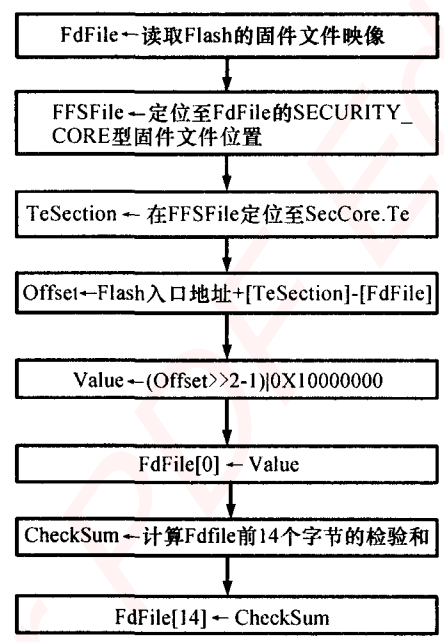 FdFile←读取Flash的固件文件映像
FFSFile←定位至FdFile的SECURITY_
CORE型固件文件位置
TeSection←在FFSFile定位至SecCore.Te
Offset←Flash入口地址+[TeSection]-[FdFile]
Value←(Offset>>2-1)|0X10000000
FdFile[0]←Value
CheckSum←计算Fdfile前14个字节的检验和
FdFile[14]←CheckSum